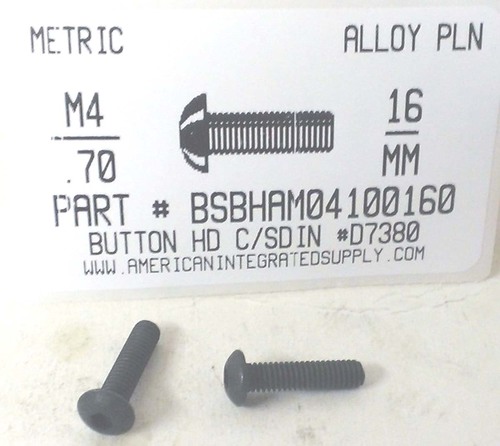 METRIC ALLOY PLN
M4 16
.70 MM
PART # BSBHAM04100160
BUTTON HD C/SDIN #D7380
WWW.AMERICANINTEGRATEDSUPPLY.COM